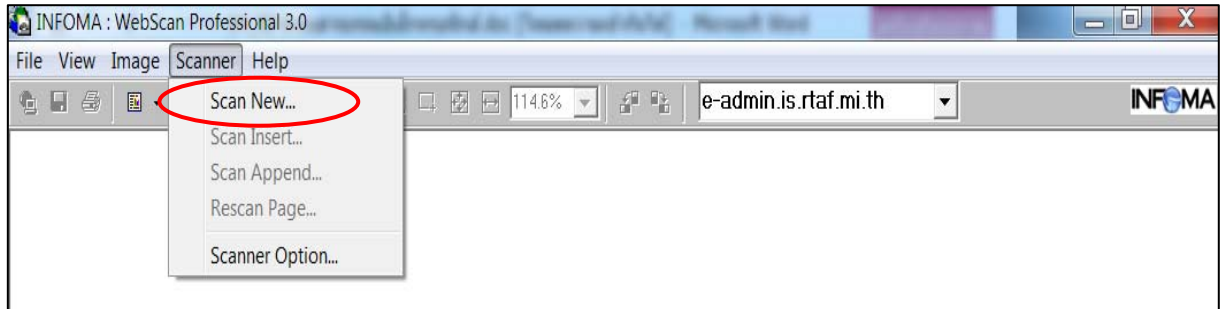 INFOMA : WebScan Professional 3.0
File View Image Scanner Help
114.6% e-admin.is.rtaf.mi.th INFOMA
Scan New...
Scan Insert...
Scan Append...
Rescan Page...
Scanner Option...